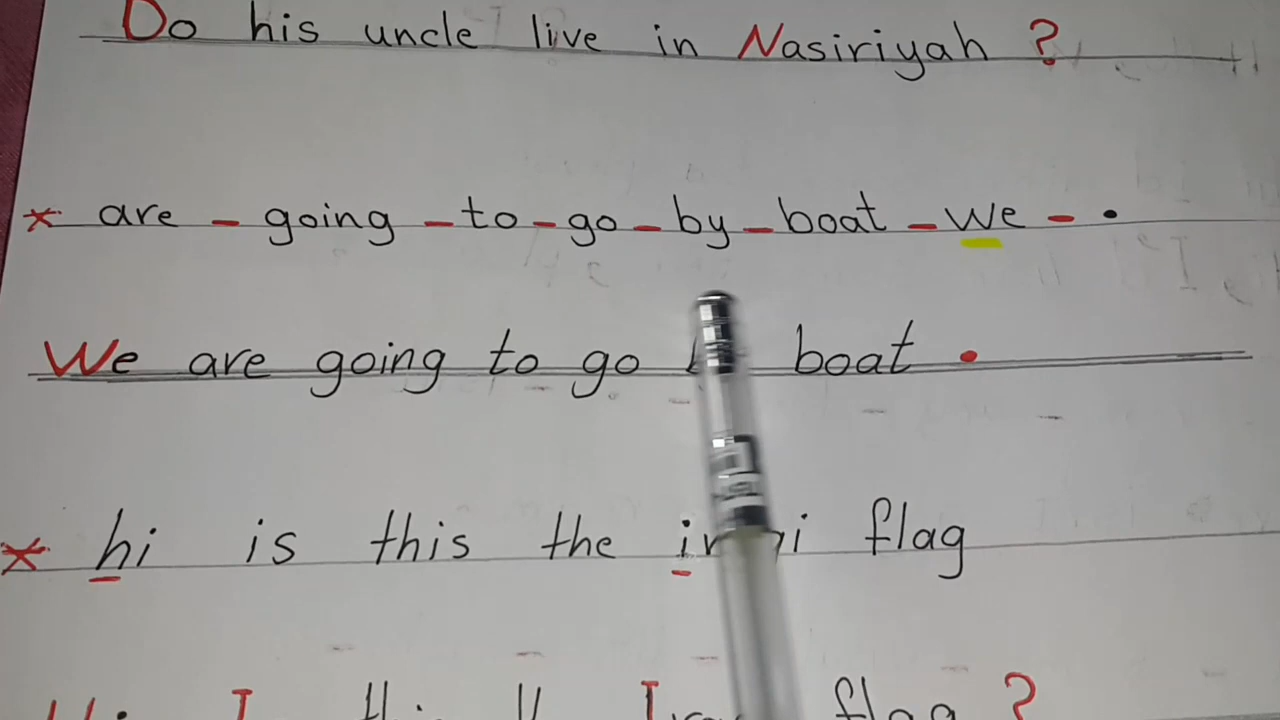 Do his uncle live in Nasiriyah ?
* are - going - to - go - by - boat - we - .
We are going to go boat .
* hi is this the flag
flag ?